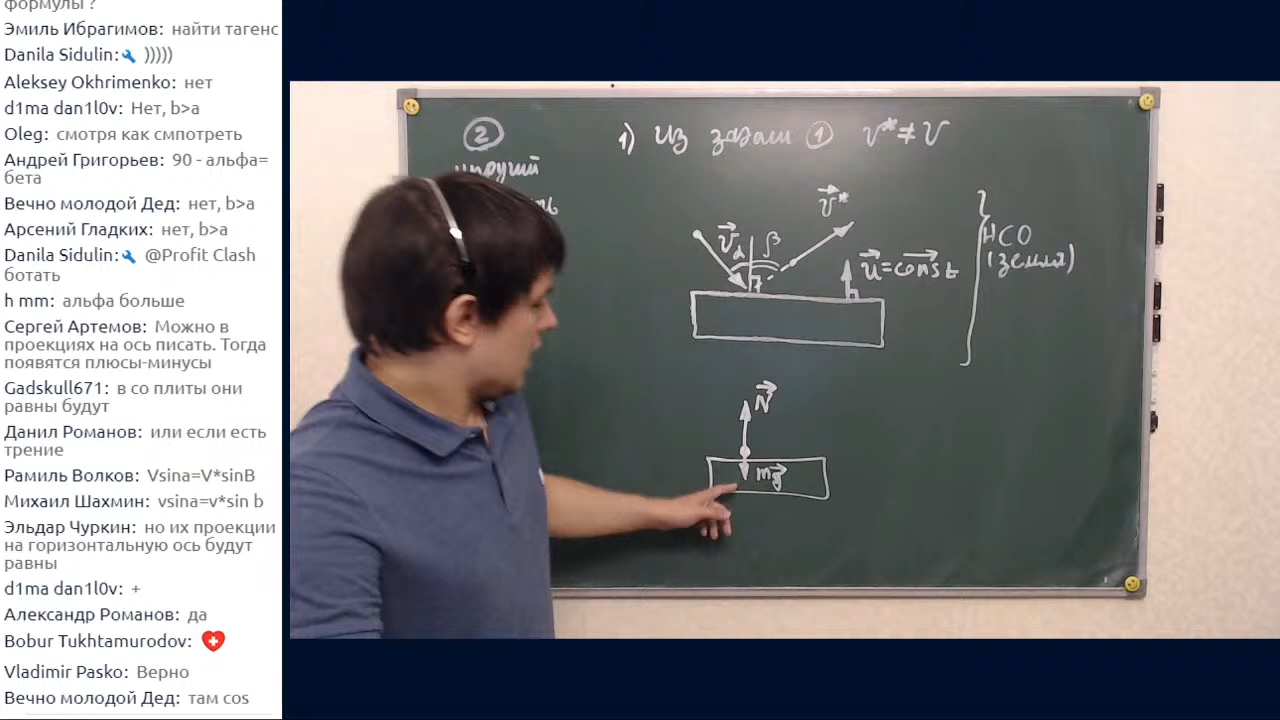 формулы ?
Эмиль Ибрагимов: найти тагенс
Danila Sidulin: )))))
Aleksey Okhrimenko: нет
d1ma dan1l0v: Нет, b>a
Oleg: смотря как смпотреть
Андрей Григорьев: 90 - альфа=
бета
Вечно молодой Дед: нет, b>a
Арсений Гладких: нет, b>a
Danila Sidulin: @Profit Clash
ботать
h mm: альфа больше
Сергей Артемов: Можно в
проекциях на ось писать. Тогда
появятся плюсы-минусы
Gadskull671: в со плиты они
равны будут
Данил Романов: или если есть
трение
Рамиль Волков: Vsina=V*sinB
Михаил Шахмин: vsina=v*sin b
Эльдар Чуркин: но их проекции
на горизонтальную ось будут
равны
d1ma dan1l0v: +
Александр Романов: да
Bobur Tukhtamurodov:
Vladimir Pasko: Верно
Вечно молодой Дед: там cos
2
упругий
1) Из задачи 1 v* ≠ v
v*
v α β
u = const
НСО
(земля)
N
mg